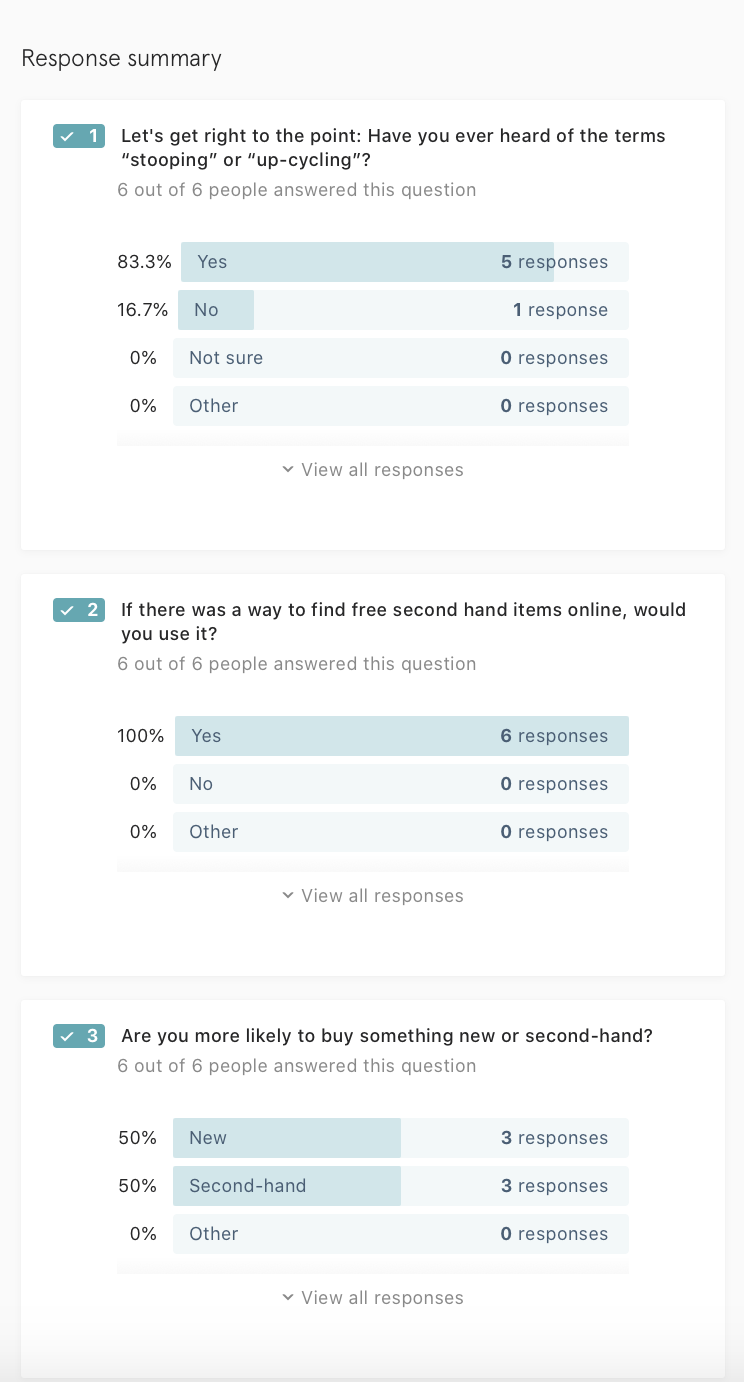 Response summary
1 Let's get right to the point: Have you ever heard of the terms
“stooping” or “up-cycling”?
6 out of 6 people answered this question
83.3% Yes 5 responses
16.7% No 1 response
0% Not sure 0 responses
0% Other 0 responses
View all responses
2 If there was a way to find free second hand items online, would
you use it?
6 out of 6 people answered this question
100% Yes 6 responses
0% No 0 responses
0% Other 0 responses
View all responses
3 Are you more likely to buy something new or second-hand?
6 out of 6 people answered this question
50% New 3 responses
50% Second-hand 3 responses
0% Other 0 responses
View all responses